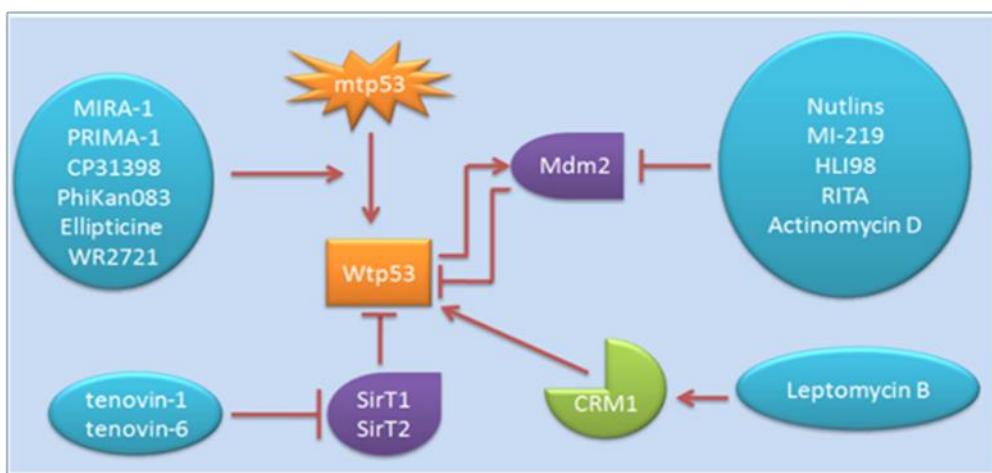 mtp53
MIRA-1
PRIMA-1
CP31398
PhiKan083
Ellipticine
WR2721
Mdm2
Nutlins
MI-219
HLI98
RITA
Actinomycin D
Wtp53
tenovin-1
tenovin-6
SirT1
SirT2
CRM1
Leptomycin B